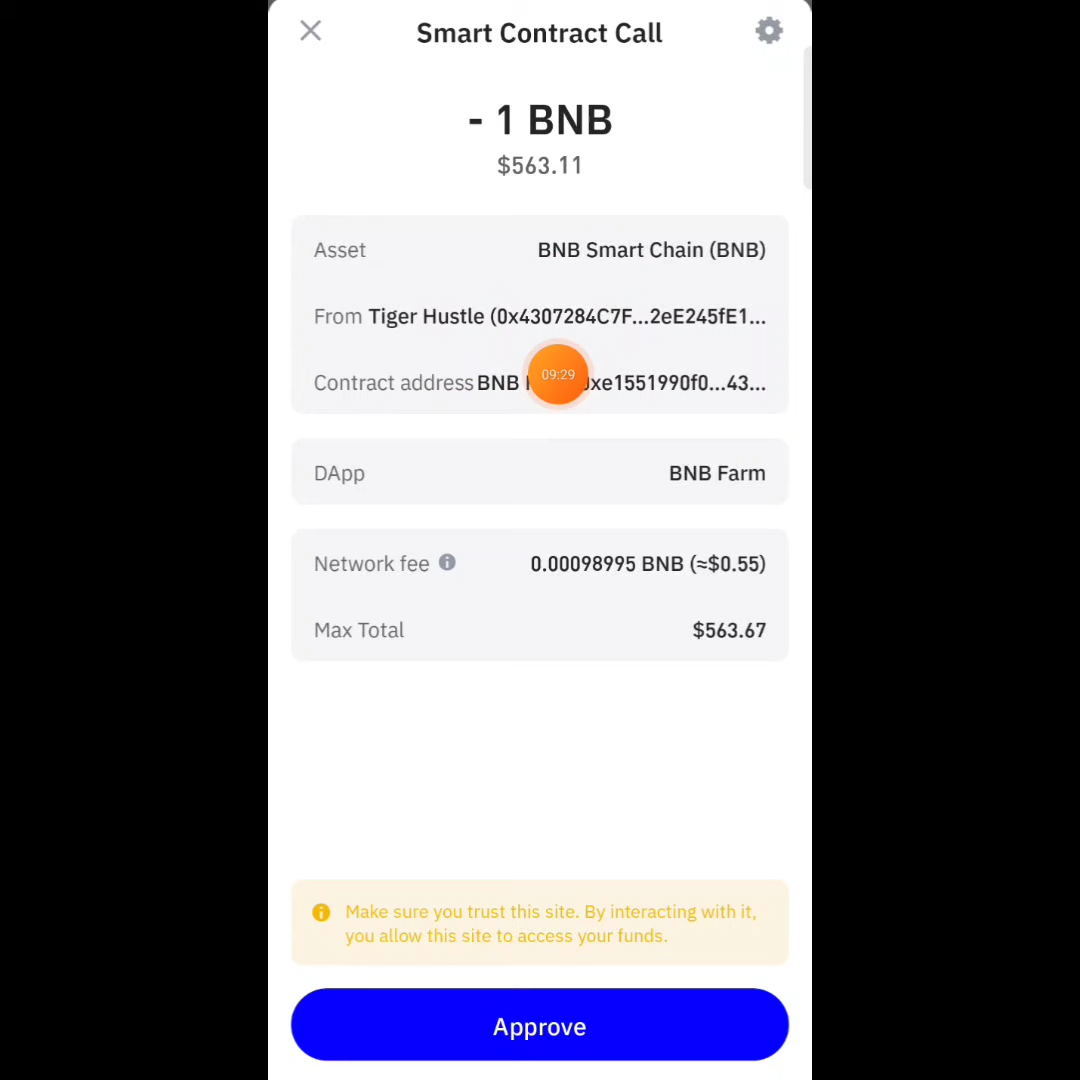 Smart Contract Call
- 1 BNB
$563.11
Asset BNB Smart Chain (BNB)
From Tiger Hustle (0x4307284C7F...2eE245fE1...
Contract address BNB xe1551990f0...43...
09:29
DApp BNB Farm
Network fee 0.00098995 BNB (≈$0.55)
Max Total $563.67
Make sure you trust this site. By interacting with it,
you allow this site to access your funds.
Approve